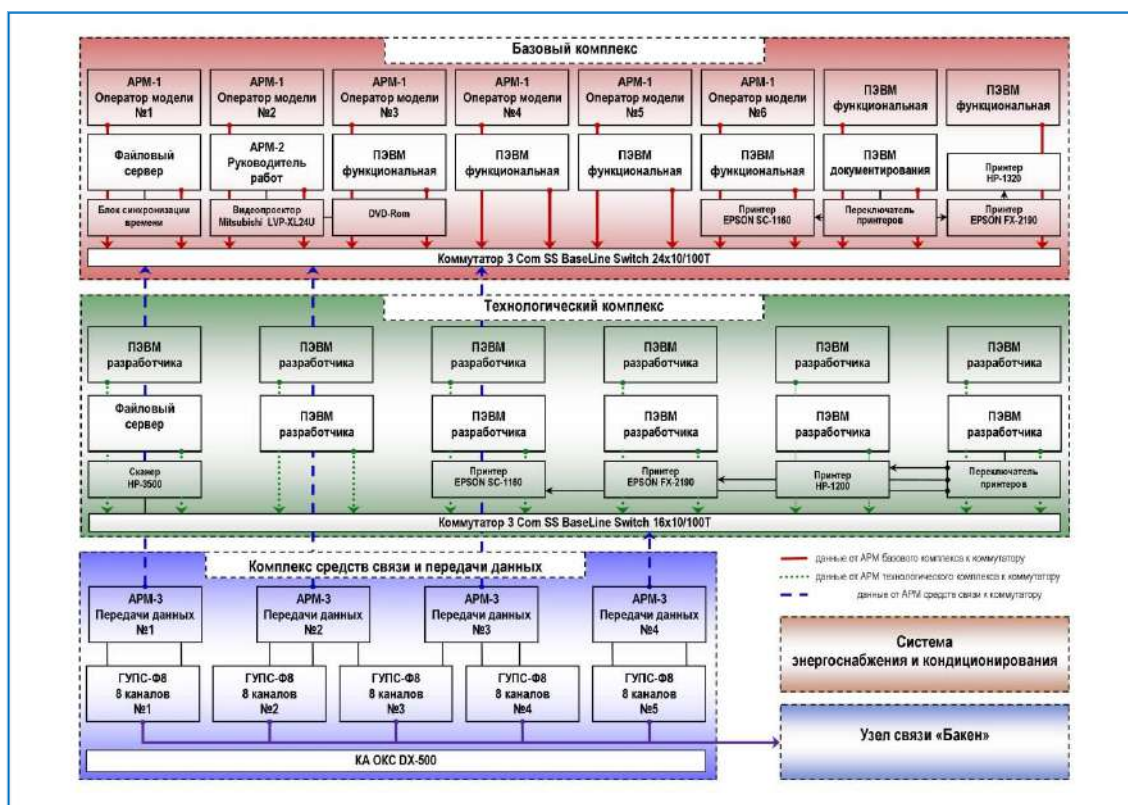 Базовый комплекс
АРМ-1
Оператор модели
№1
АРМ-1
Оператор модели
№2
АРМ-1
Оператор модели
№3
АРМ-1
Оператор модели
№4
АРМ-1
Оператор модели
№5
АРМ-1
Оператор модели
№6
ПЭВМ
функциональная
ПЭВМ
функциональная
Файловый
сервер
АРМ-2
Руководитель
работ
ПЭВМ
функциональная
ПЭВМ
функциональная
ПЭВМ
функциональная
ПЭВМ
функциональная
ПЭВМ
документирования
Принтер
HP-1320
Блок синхронизации
времени
Видеопроектор
Mitsubishi LVP-XL24U
DVD-Rom
Принтер
EPSON SC-1160
Переключатель
принтеров
Принтер
EPSON FX-2190
Коммутатор 3 Com SS BaseLine Switch 24x10/100T
Технологический комплекс
ПЭВМ
разработчика
ПЭВМ
разработчика
ПЭВМ
разработчика
ПЭВМ
разработчика
ПЭВМ
разработчика
ПЭВМ
разработчика
Файловый
сервер
ПЭВМ
разработчика
ПЭВМ
разработчика
ПЭВМ
разработчика
ПЭВМ
разработчика
ПЭВМ
разработчика
Сканер
HP-3500
Принтер
EPSON SC-1160
Принтер
EPSON FX-2190
Принтер
HP-1200
Переключатель
принтеров
Коммутатор 3 Com SS BaseLine Switch 16x10/100T
Комплекс средств связи и передачи данных
АРМ-3
Передачи данных
№1
АРМ-3
Передачи данных
№2
АРМ-3
Передачи данных
№3
АРМ-3
Передачи данных
№4
ГУПС-Ф8
8 каналов
№1
ГУПС-Ф8
8 каналов
№2
ГУПС-Ф8
8 каналов
№3
ГУПС-Ф8
8 каналов
№4
ГУПС-Ф8
8 каналов
№5
КА ОКС DX-500
данные от АРМ базового комплекса к коммутатору
данные от АРМ технологического комплекса к коммутатору
данные от АРМ средств связи к коммутатору
Система
энергоснабжения и кондиционирования
Узел связи «Бакен»